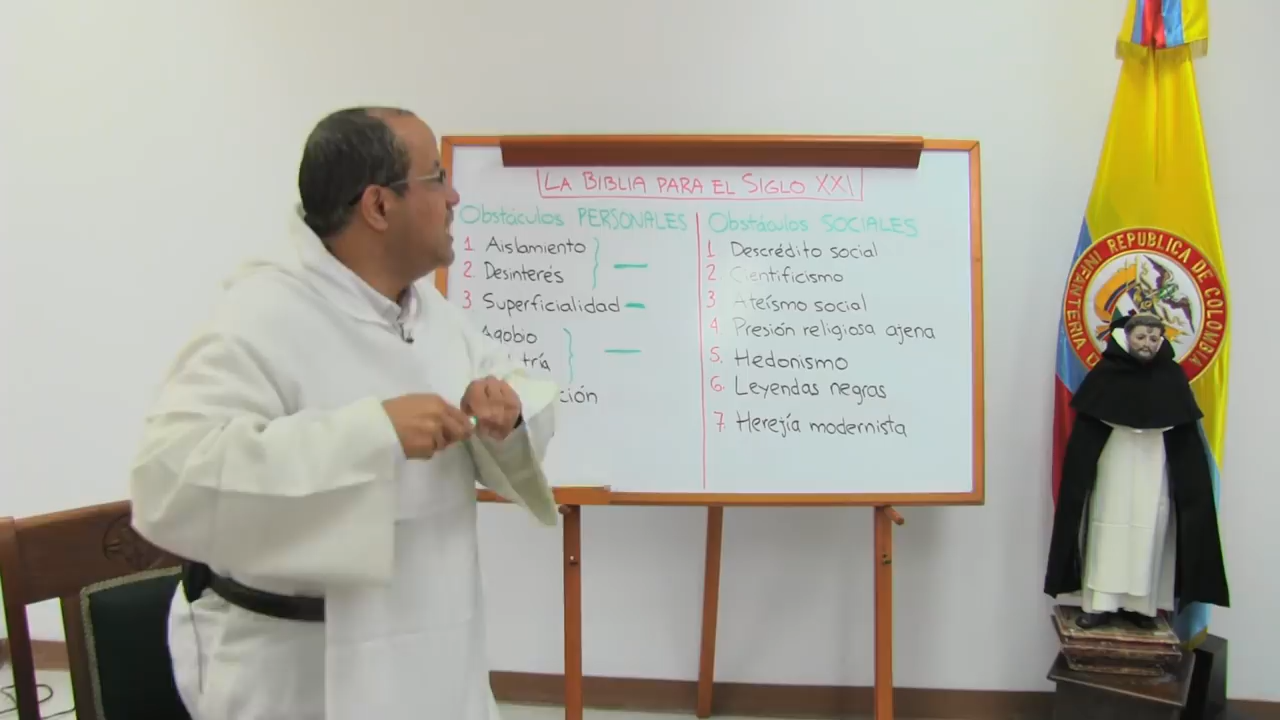 LA BIBLIA PARA EL SIGLO XXI
Obstáculos PERSONALES
1. Aislamiento
2. Desinterés
3. Superficialidad
Agobio
Obstáculos SOCIALES
1. Descrédito social
2. Cientificismo
3. Ateísmo social
4. Presión religiosa ajena
5. Hedonismo
6. Leyendas negras
7. Herejía modernista
REPUBLICA DE COLOMBIA
INFANTERIA